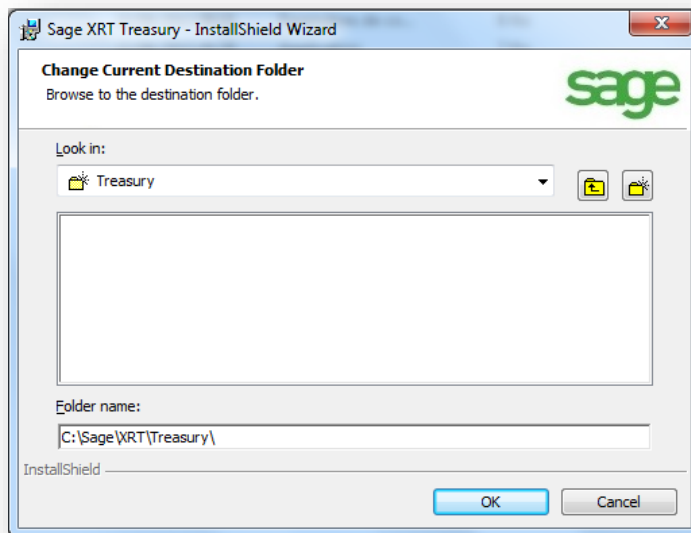 Sage XRT Treasury - InstallShield Wizard
Change Current Destination Folder
Browse to the destination folder.
sage
Look in:
Treasury
Folder name:
C:\Sage\XRT\Treasury\
InstallShield
OK
Cancel